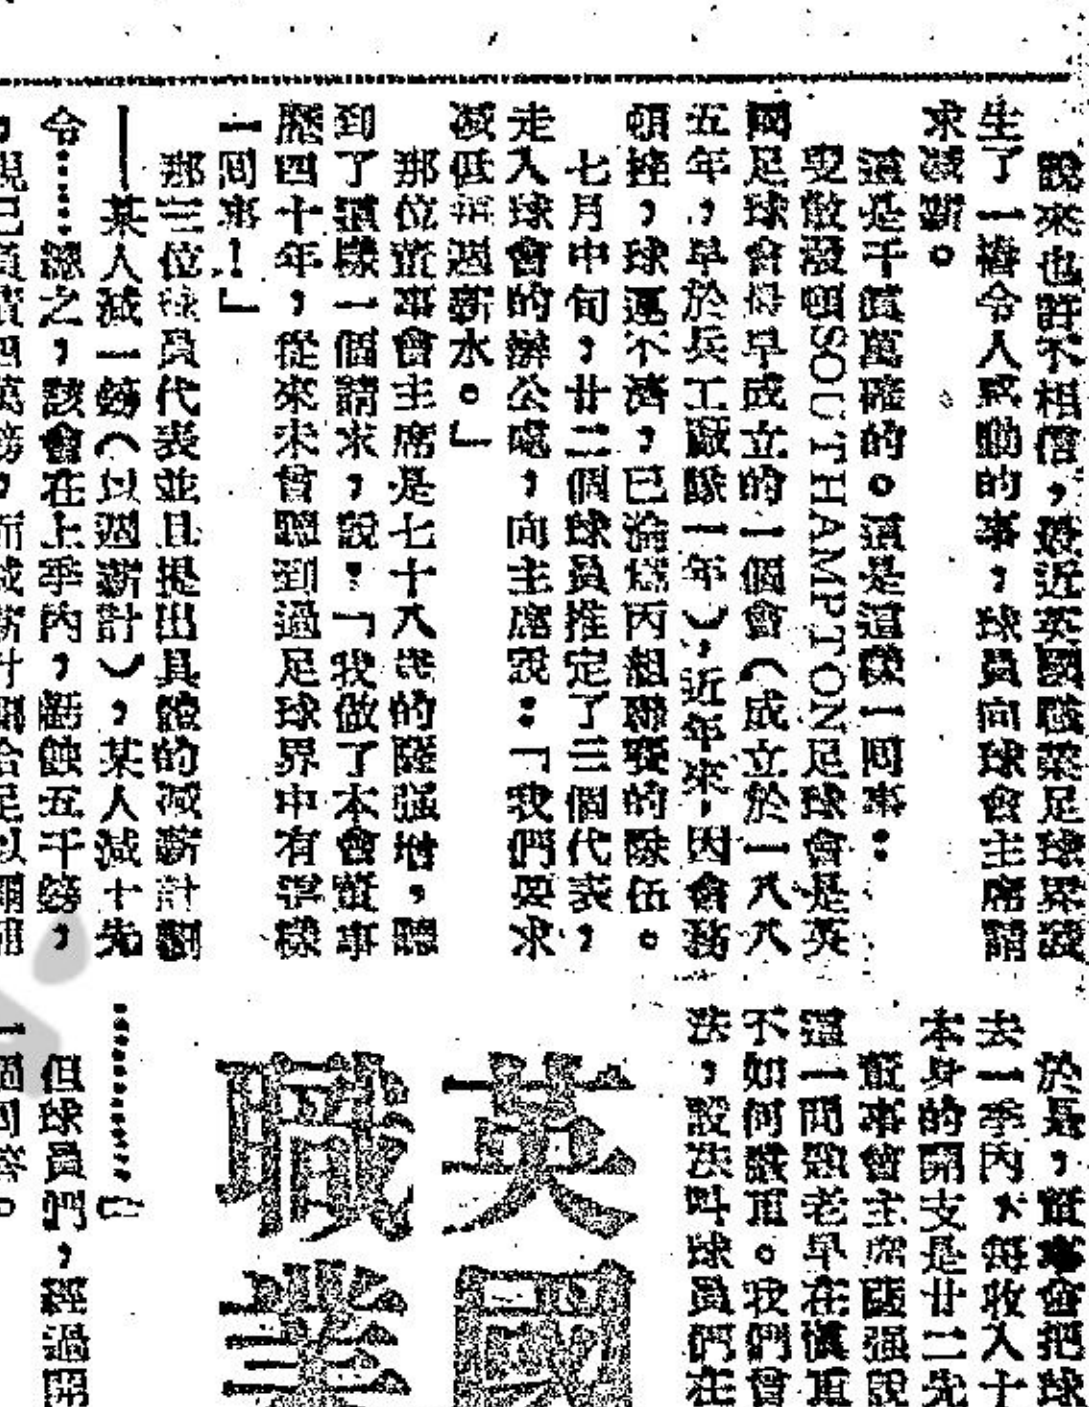 說來也許不相信，最近英國職業足球界發
生了一樁令人感動的事，球員向球會主席請
求減薪。
這是千眞萬確的。這是這樣一回事：
史
發頓SOUTHAMPTON足球會是英
國足球會得早成立的一個會（成立於一八八
五年，早於兵工廠隊一年），近年來，因會務
頓挫，球運不濟，已淪爲丙組聯賽的隊伍。
七月中旬，廿二個球員推定了三個代表，
走入球會的辦公處，向主席說：「我們要求
減低
週薪水。」
那位董事會主席是七十八歲的薩强
，聽
到了這樣一個請求，說：「我做了本會董事
歷四十年，從來未曾聽到過足球界中有這樣
一回事！」
那三位球員代表並且提出具體的減薪計劃
——某人減一鎊（以週薪計），某人減十先
令……總之，該會在上季內，虧蝕五千鎊，
於是，董事會把球
去一季內，
每收入十
本身的開支是廿二先
董事會主席薩强說
這一問題老早在愼重
不如何嚴重。我們曾
法，設法叫球員們在
英國
職業
但球員們，經過開
一個回答。